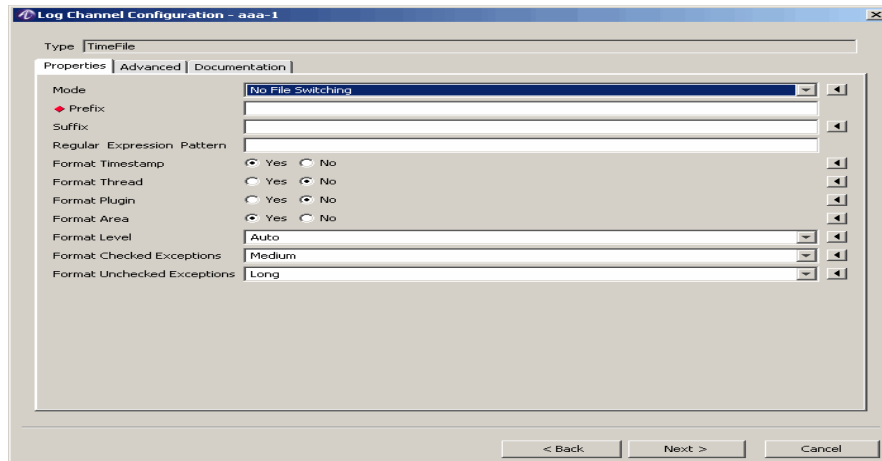 Log Channel Configuration - aaa-1
Type TimeFile
Properties Advanced Documentation
Mode No File Switching
Prefix
Suffix
Regular Expression Pattern
Format Timestamp Yes No
Format Thread Yes No
Format Plugin Yes No
Format Area Yes No
Format Level Auto
Format Checked Exceptions Medium
Format Unchecked Exceptions Long
< Back Next > Cancel